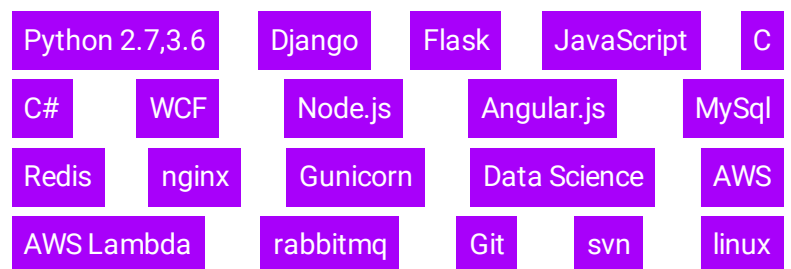 Python 2.7,3.6 Django Flask JavaScript C
C# WCF Node.js Angular.js MySql
Redis nginx Gunicorn Data Science AWS
AWS Lambda rabbitmq Git svn linux